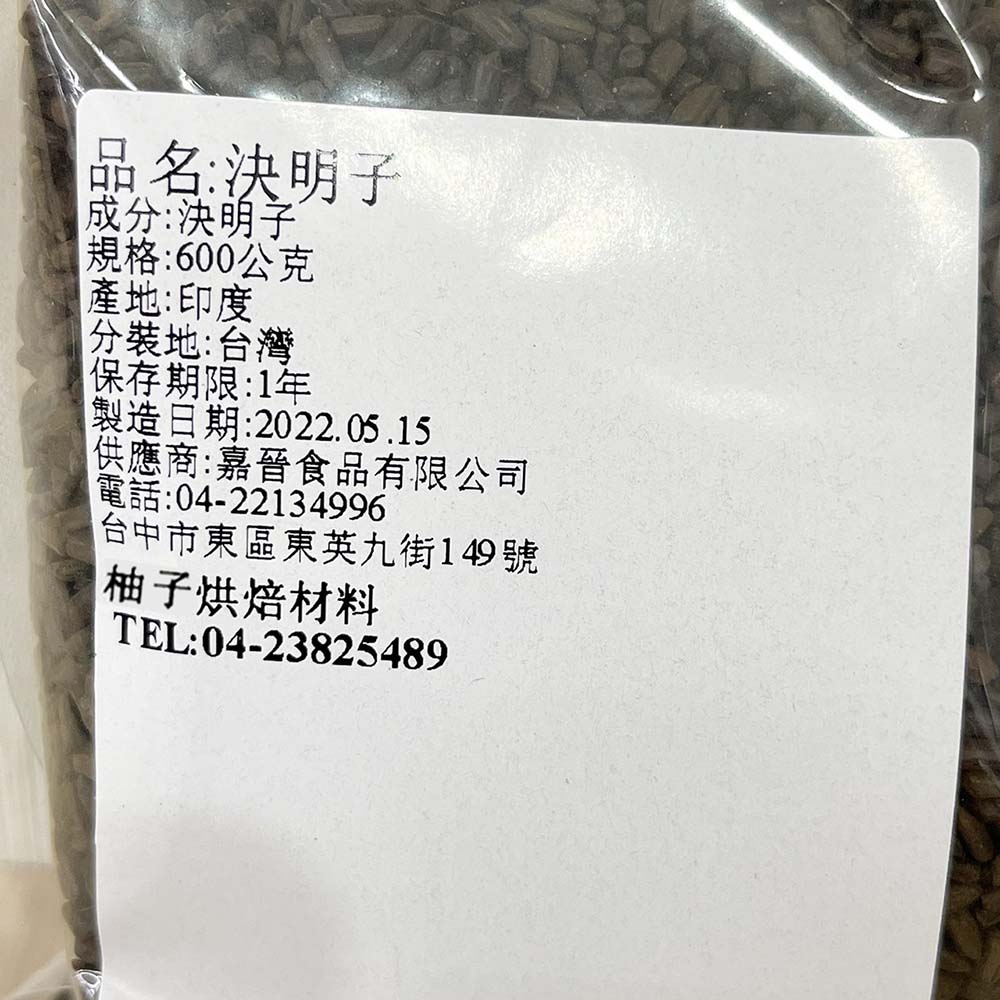 品名:決明子
成分:決明子
規格:600公克
產地:印度
分裝地:台灣
保存期限:1年
製造日期:2022.05.15
供應商:嘉晉食品有限公司
電話:04-22134996
台中市東區東英九街149號
柚子烘焙材料
TEL:04-23825489